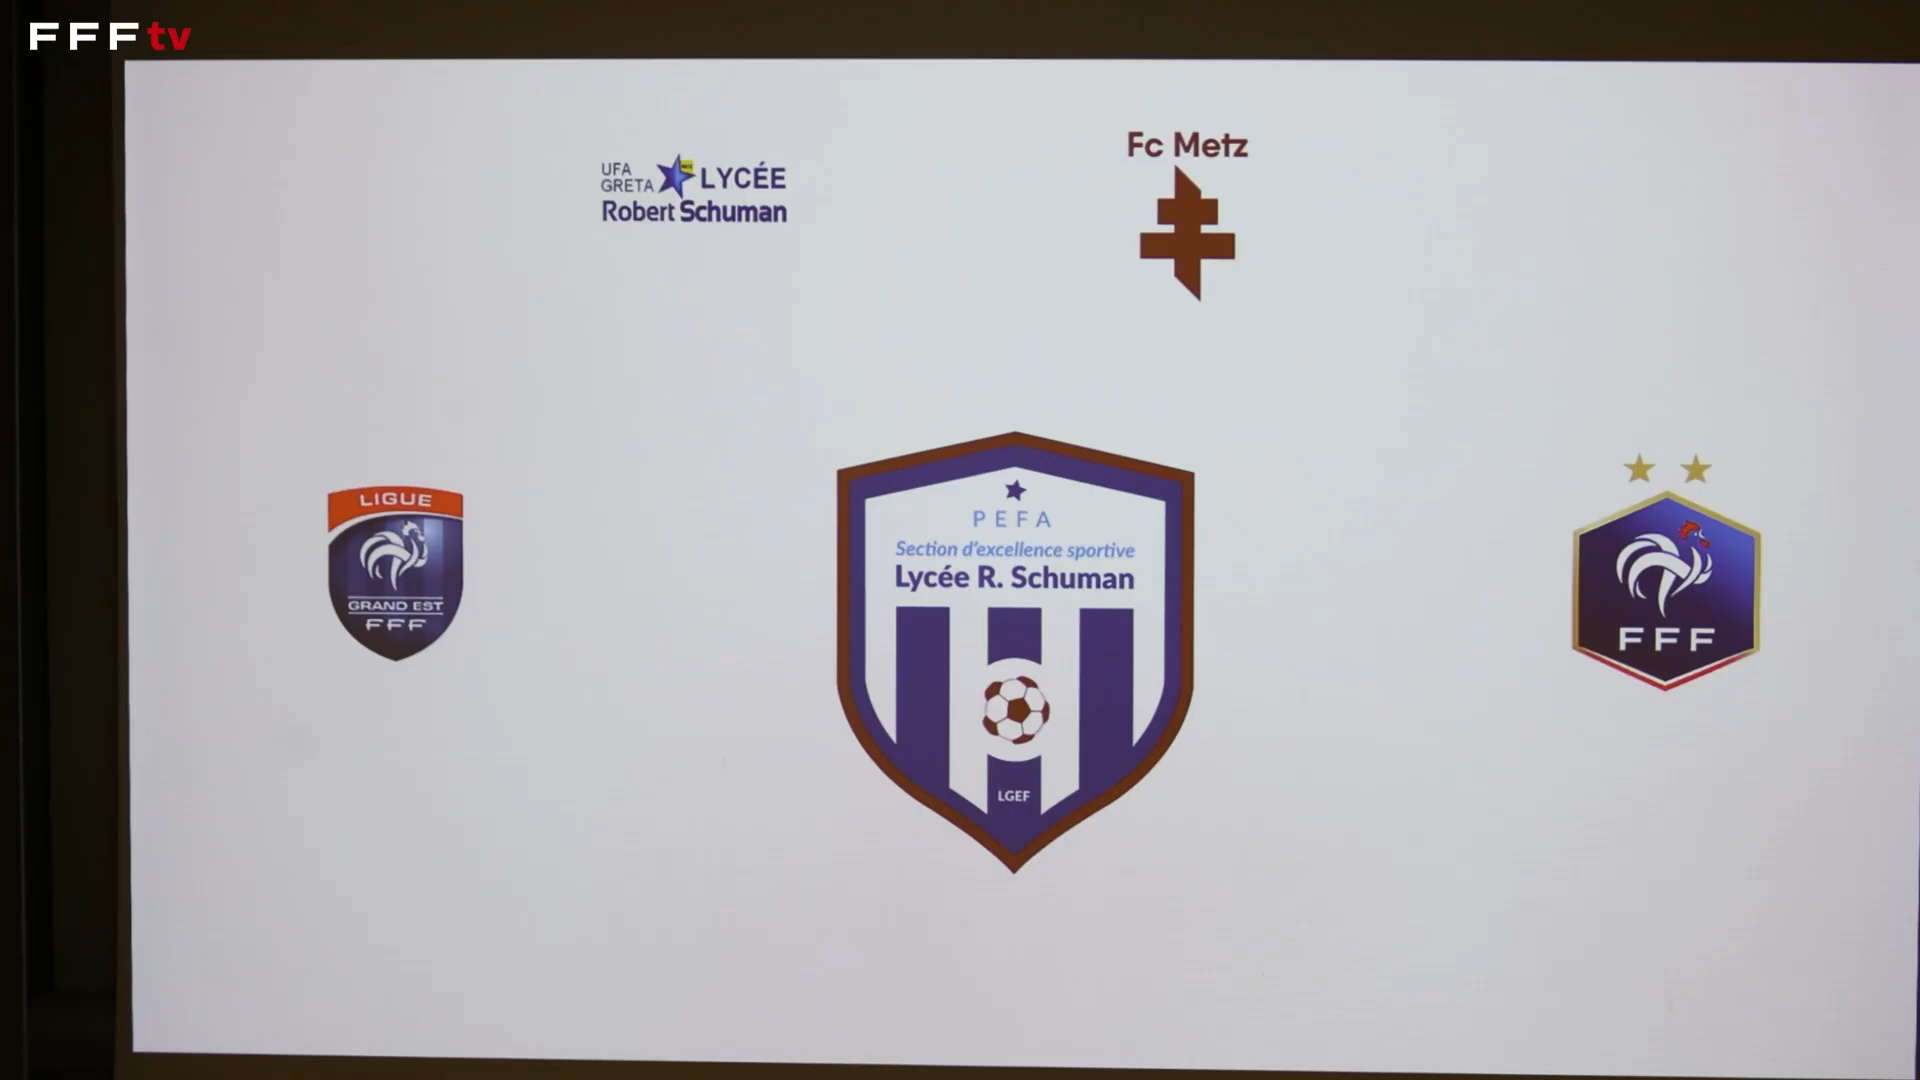 FFFtv
Fc Metz
UFA
GRETA
LYCÉE
Robert Schuman
LIGUE
GRAND EST
FFF
PEFA
Section d'excellence sportive
Lycée R. Schuman
LGEF
FFF